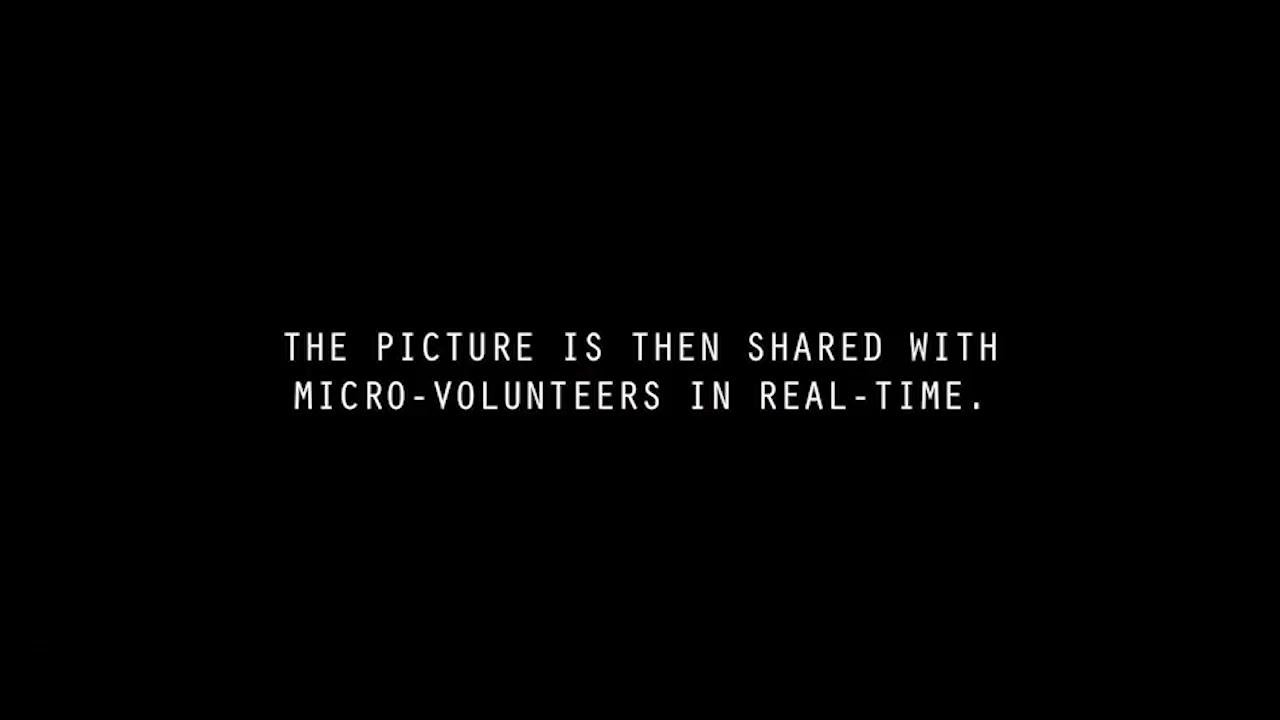 THE PICTURE IS THEN SHARED WITH
MICRO-VOLUNTEERS IN REAL-TIME.